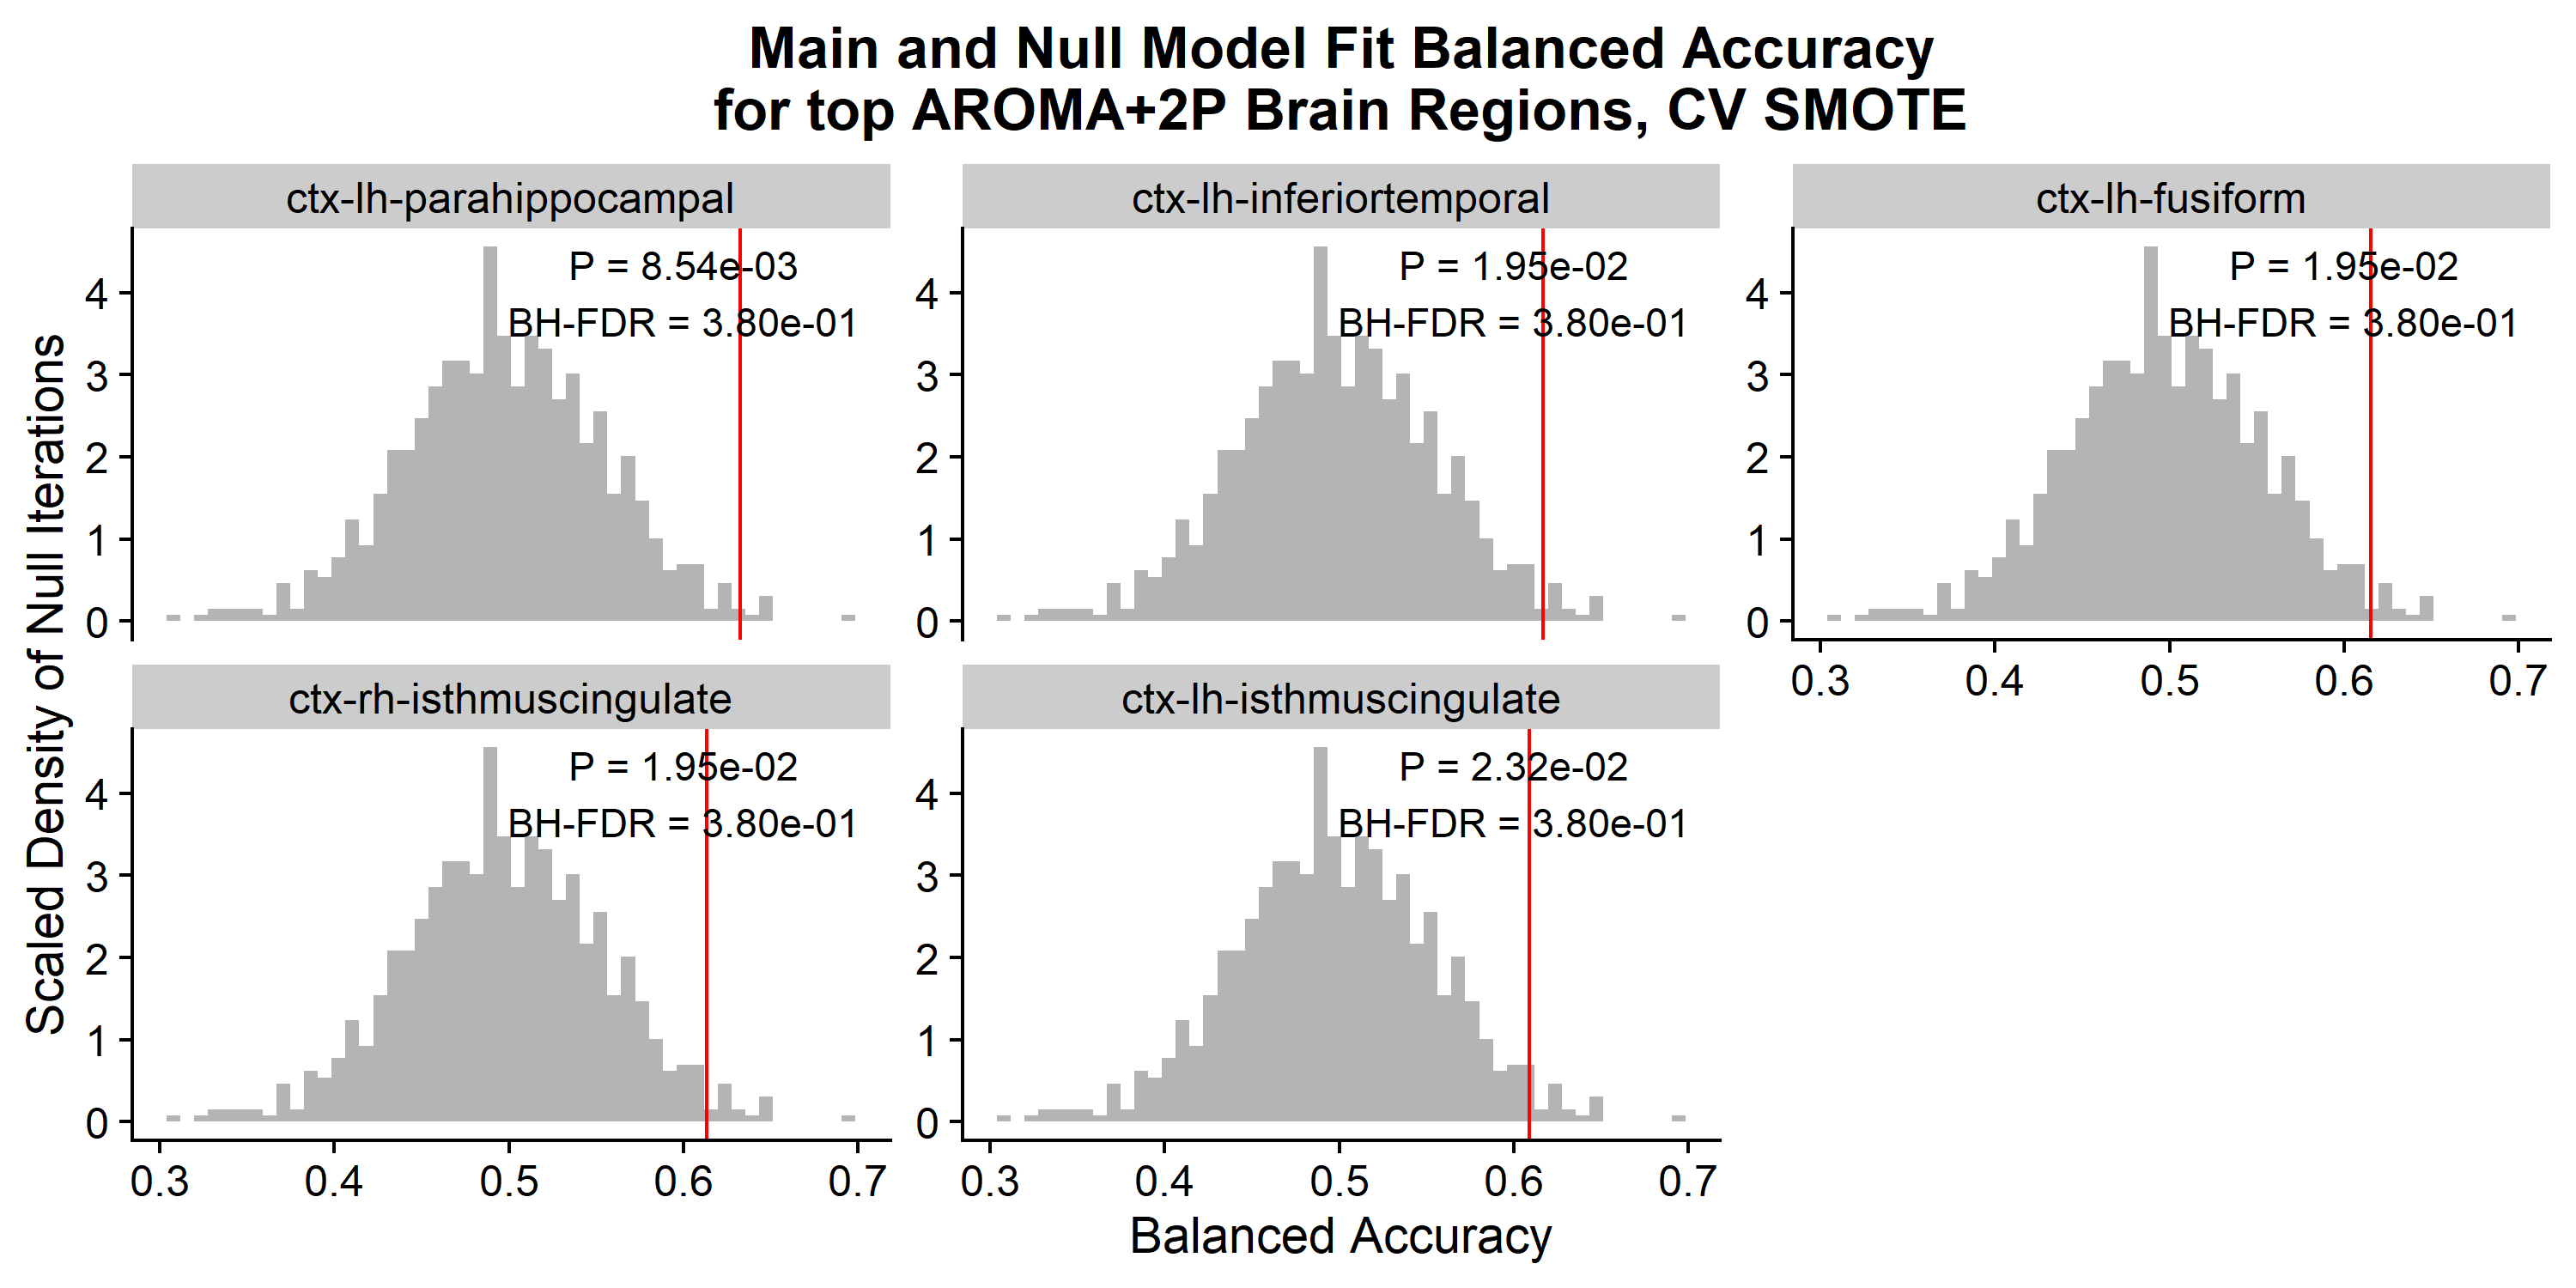 Main and Null Model Fit Balanced Accuracy
for top AROMA+2P Brain Regions, CV SMOTE
Scaled Density of Null Iterations
ctx-lh-parahippocampal
P = 8.54e-03
BH-FDR = 3.80e-01
4
3
2
1
0
ctx-lh-inferiortemporal
P = 1.95e-02
BH-FDR = 3.80e-01
4
3
2
1
0
ctx-lh-fusiform
P = 1.95e-02
BH-FDR = 3.80e-01
4
3
2
1
0
0.3 0.4 0.5 0.6 0.7
ctx-rh-isthmuscingulate
P = 1.95e-02
BH-FDR = 3.80e-01
4
3
2
1
0
0.3 0.4 0.5 0.6 0.7
ctx-lh-isthmuscingulate
P = 2.32e-02
BH-FDR = 3.80e-01
4
3
2
1
0
0.3 0.4 0.5 0.6 0.7
Balanced Accuracy